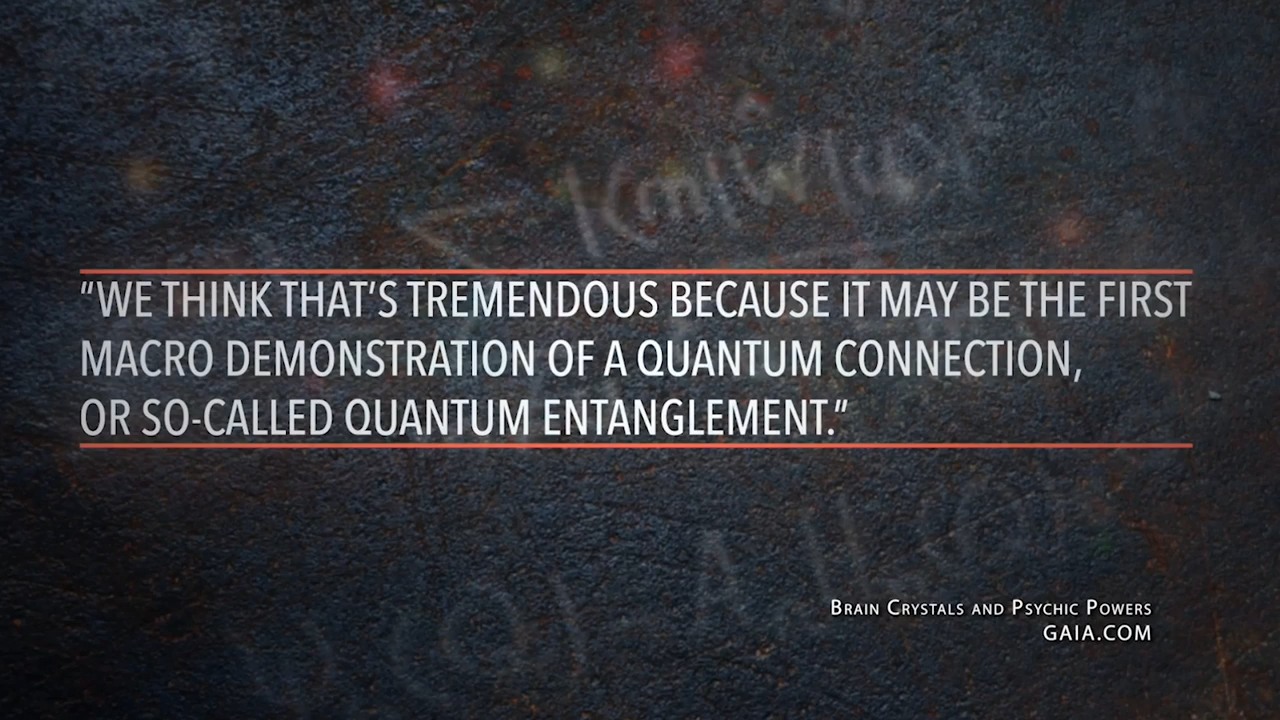 “WE THINK THAT’S TREMENDOUS BECAUSE IT MAY BE THE FIRST
MACRO DEMONSTRATION OF A QUANTUM CONNECTION,
OR SO-CALLED QUANTUM ENTANGLEMENT.”
BRAIN CRYSTALS AND PSYCHIC POWERS
GAIA.COM